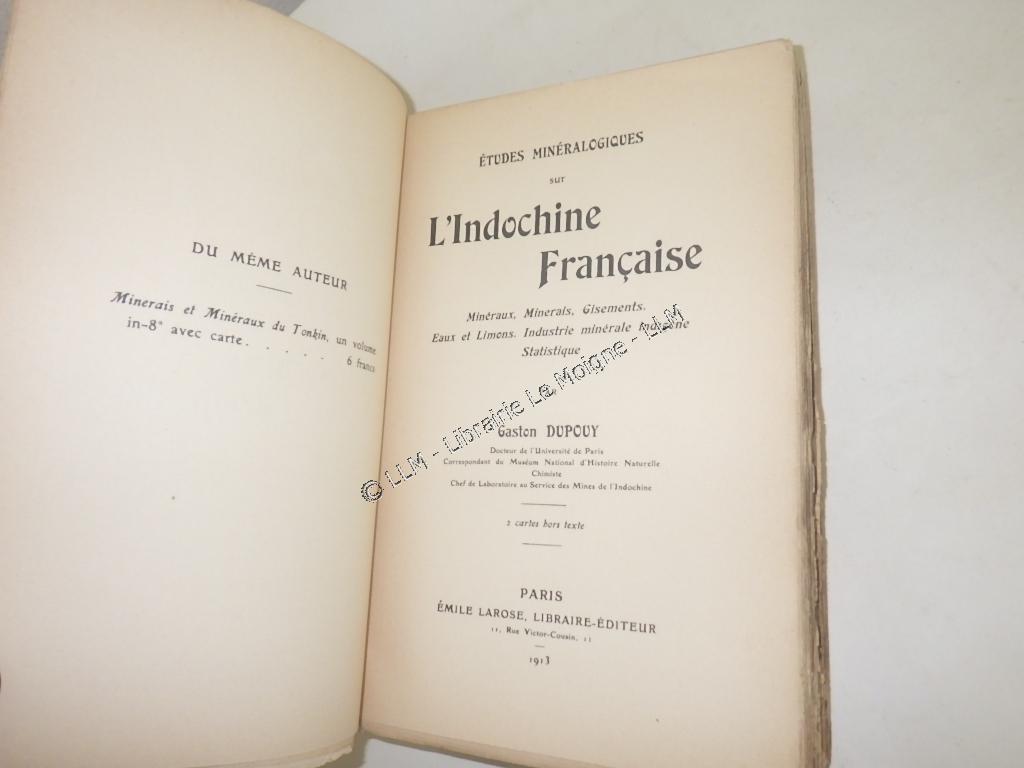 DU MÊME AUTEUR
Minerais et Minéraux du Tonkin, un volume
in-8° avec carte. . . . . . 6 francs
ÉTUDES MINÉRALOGIQUES
sur
L'Indochine
Française
Minéraux, Minerais, Gisements.
Eaux et Limons. Industrie minérale Indigène
Statistique
Gaston DUPOUY
Docteur de l'Université de Paris
Correspondant du Muséum National d'Histoire Naturelle
Chimiste
Chef de Laboratoire au Service des Mines de l'Indochine
2 cartes hors texte
PARIS
ÉMILE LAROSE, LIBRAIRE-ÉDITEUR
11, Rue Victor-Cousin, 11
1913
© LLM - Librairie Le Moigne - LLM